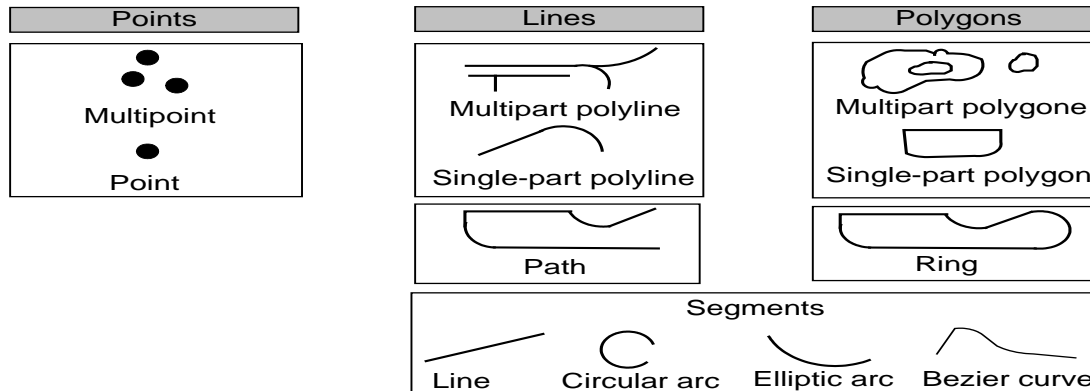 Points
Multipoint
Point
Lines
Multipart polyline
Single-part polyline
Path
Polygons
Multipart polygone
Single-part polygon
Ring
Segments
Line
Circular arc
Elliptic arc
Bezier curve